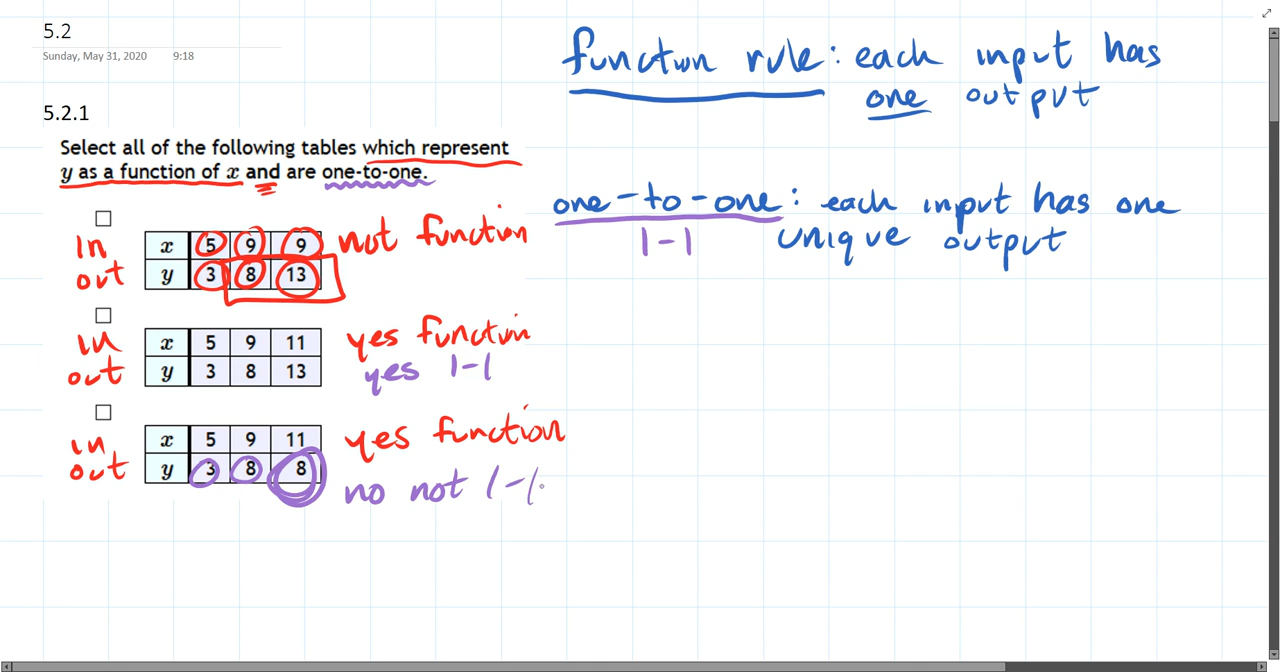 5.2
Sunday, May 31, 2020 9:18
function rule: each input has
one output
5.2.1
Select all of the following tables which represent
y as a function of x and are one-to-one.
one-to-one: each input has one
1-1 unique output
in x 5 9 9 not function
out y 3 8 13
in x 5 9 11 yes function
out y 3 8 13 yes 1-1
in x 5 9 11 yes function
out y 3 8 8 no not 1-1